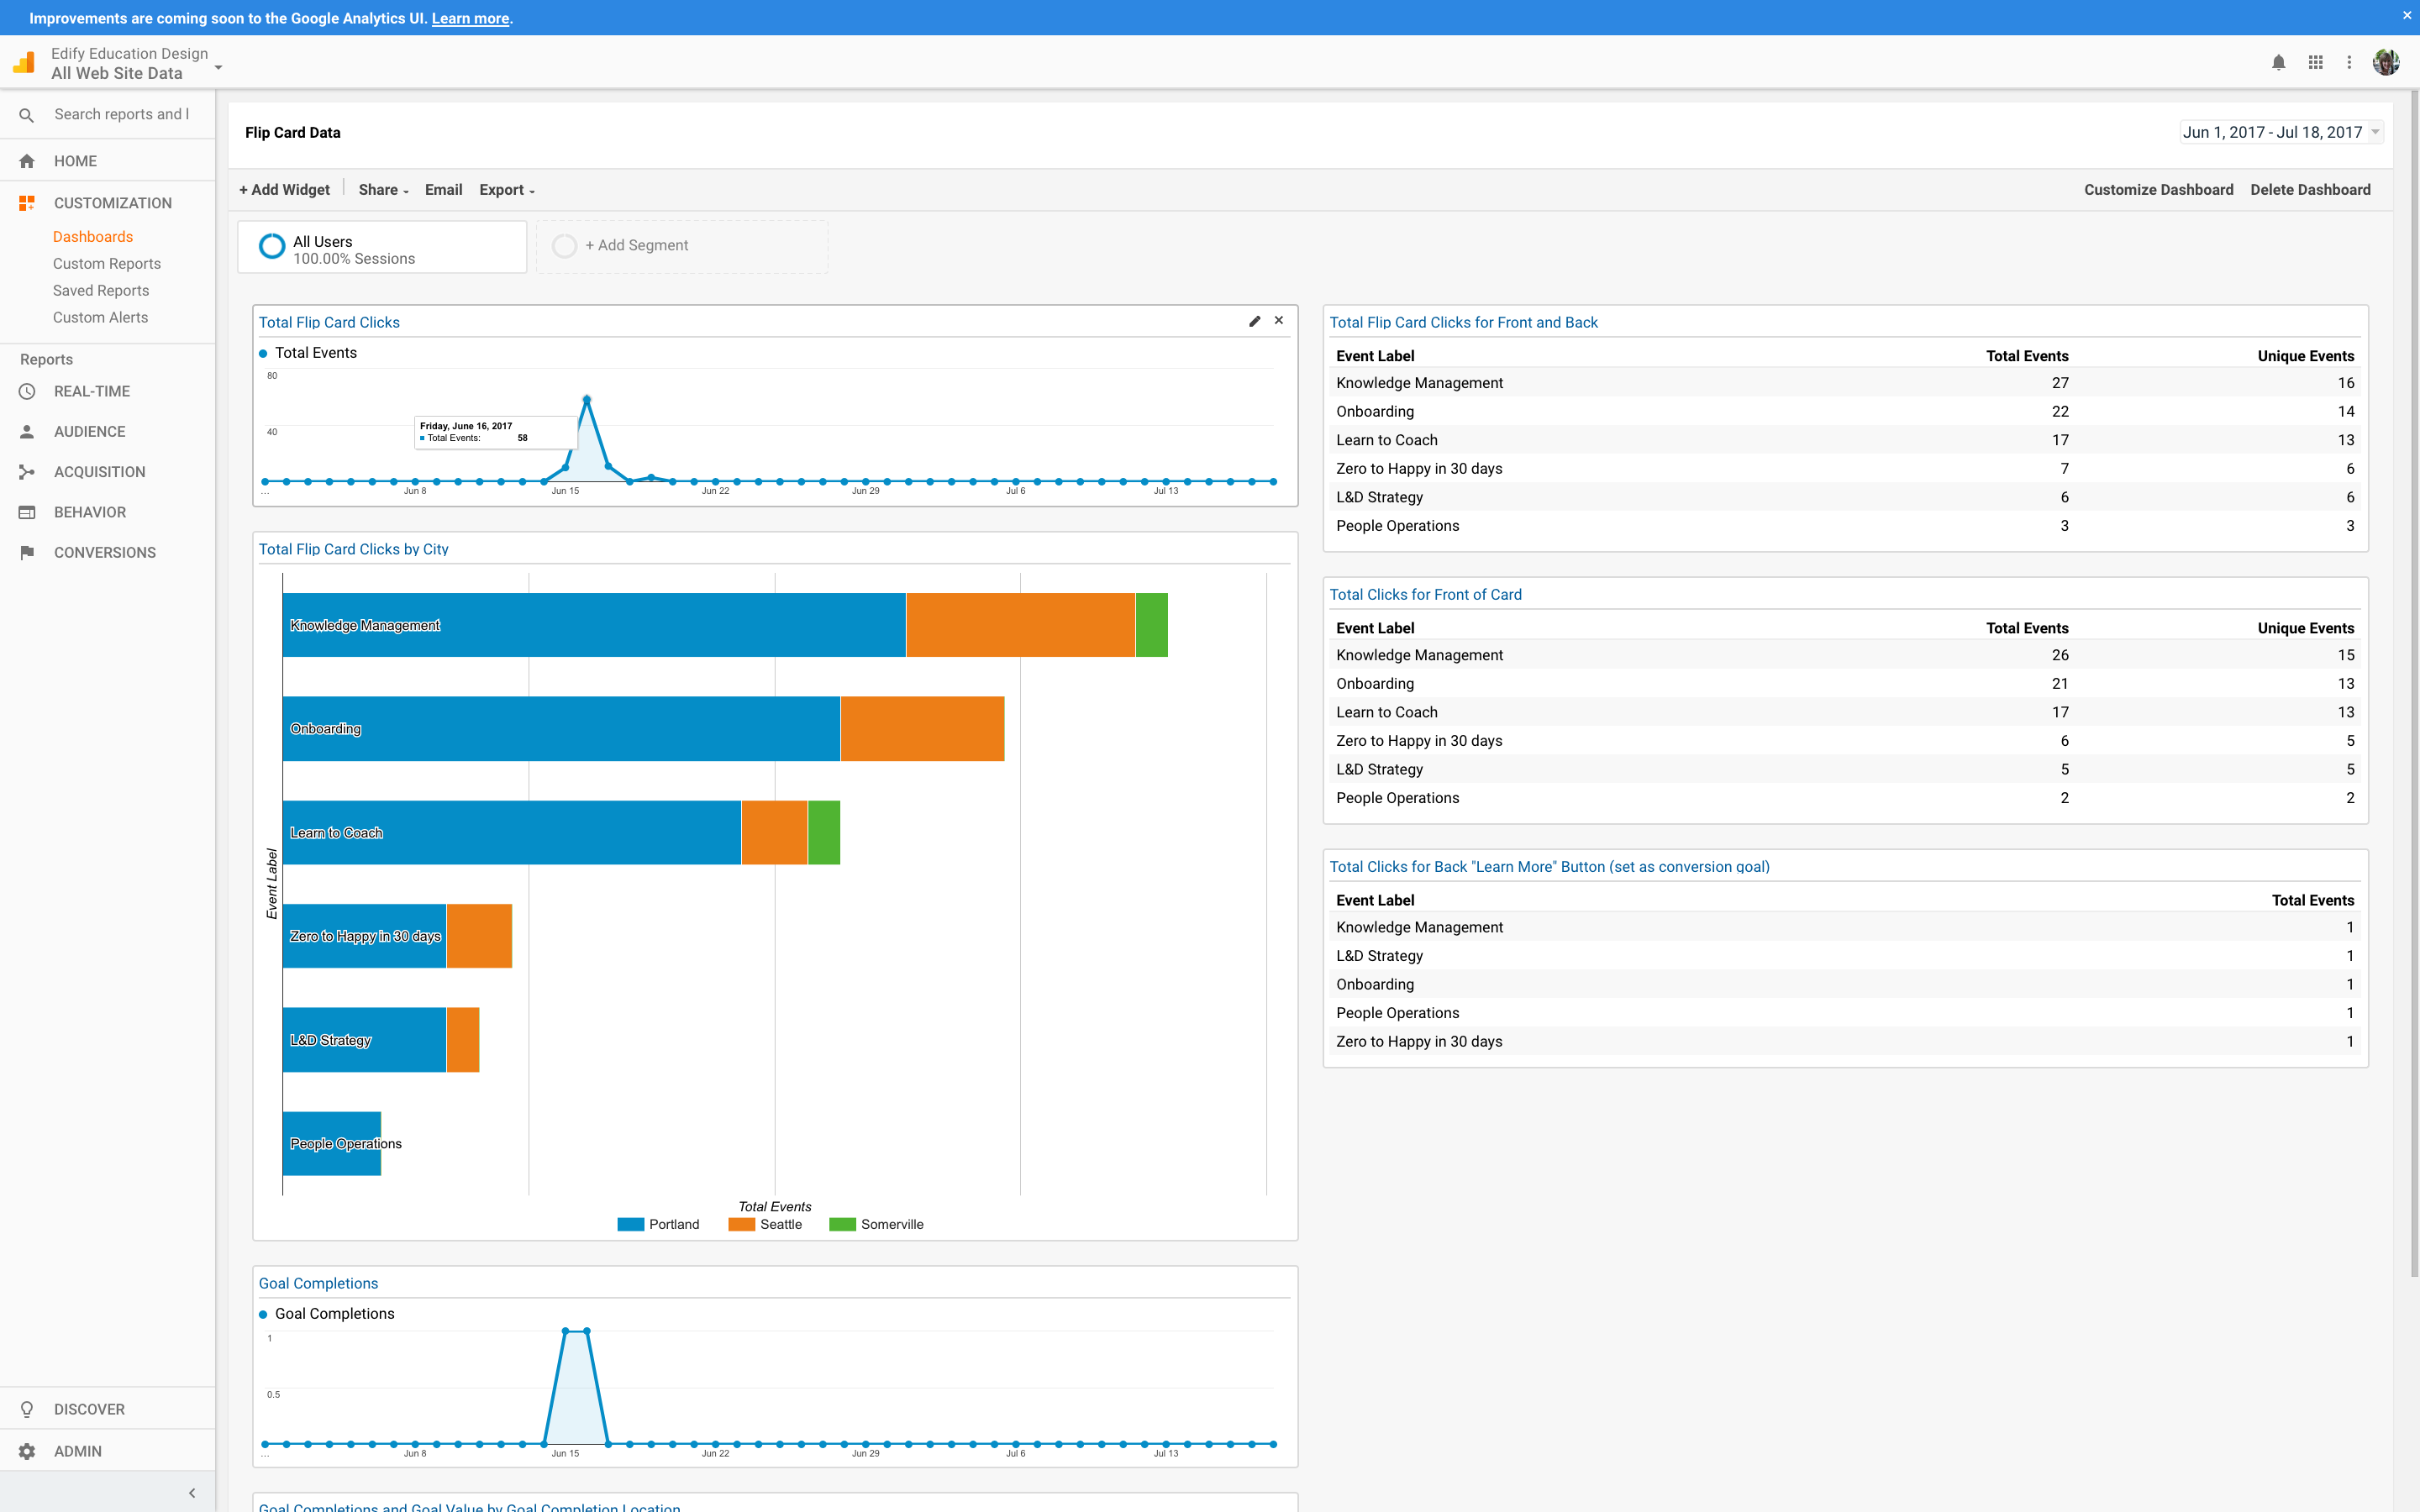 Improvements are coming soon to the Google Analytics UI. Learn more.
Edify Education Design
All Web Site Data
Search reports and l
HOME
CUSTOMIZATION
Dashboards
Custom Reports
Saved Reports
Custom Alerts
Reports
REAL-TIME
AUDIENCE
ACQUISITION
BEHAVIOR
CONVERSIONS
DISCOVER
ADMIN
Flip Card Data
Jun 1, 2017 - Jul 18, 2017
+ Add Widget Share Email Export
Customize Dashboard Delete Dashboard
All Users
100.00% Sessions
+ Add Segment
Total Flip Card Clicks
Total Events
80
40
Friday, June 16, 2017
Total Events: 58
... Jun 8 Jun 15 Jun 22 Jun 29 Jul 6 Jul 13
Total Flip Card Clicks by City
Event Label
Knowledge Management
Onboarding
Learn to Coach
Zero to Happy in 30 days
L&D Strategy
People Operations
Total Events
Portland Seattle Somerville
Goal Completions
Goal Completions
1
0.5
... Jun 8 Jun 15 Jun 22 Jun 29 Jul 6 Jul 13
Goal Completions and Goal Value by Goal Completion Location
Total Flip Card Clicks for Front and Back
Event Label Total Events Unique Events
Knowledge Management 27 16
Onboarding 22 14
Learn to Coach 17 13
Zero to Happy in 30 days 7 6
L&D Strategy 6 6
People Operations 3 3
Total Clicks for Front of Card
Event Label Total Events Unique Events
Knowledge Management 26 15
Onboarding 21 13
Learn to Coach 17 13
Zero to Happy in 30 days 6 5
L&D Strategy 5 5
People Operations 2 2
Total Clicks for Back "Learn More" Button (set as conversion goal)
Event Label Total Events
Knowledge Management 1
L&D Strategy 1
Onboarding 1
People Operations 1
Zero to Happy in 30 days 1